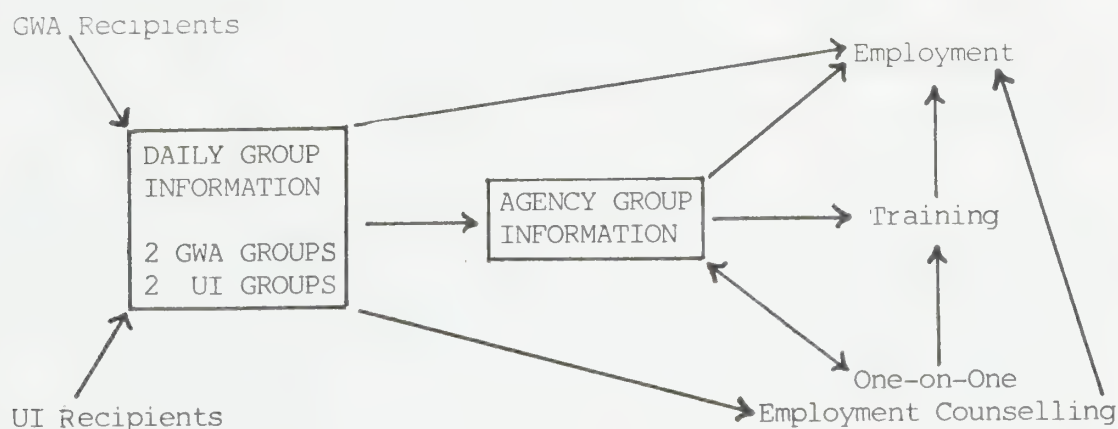 GWA Recipients
Employment
DAILY GROUP
INFORMATION
2 GWA GROUPS
2 UI GROUPS
AGENCY GROUP
INFORMATION
Training
One-on-One
Employment Counselling
UI Recipients